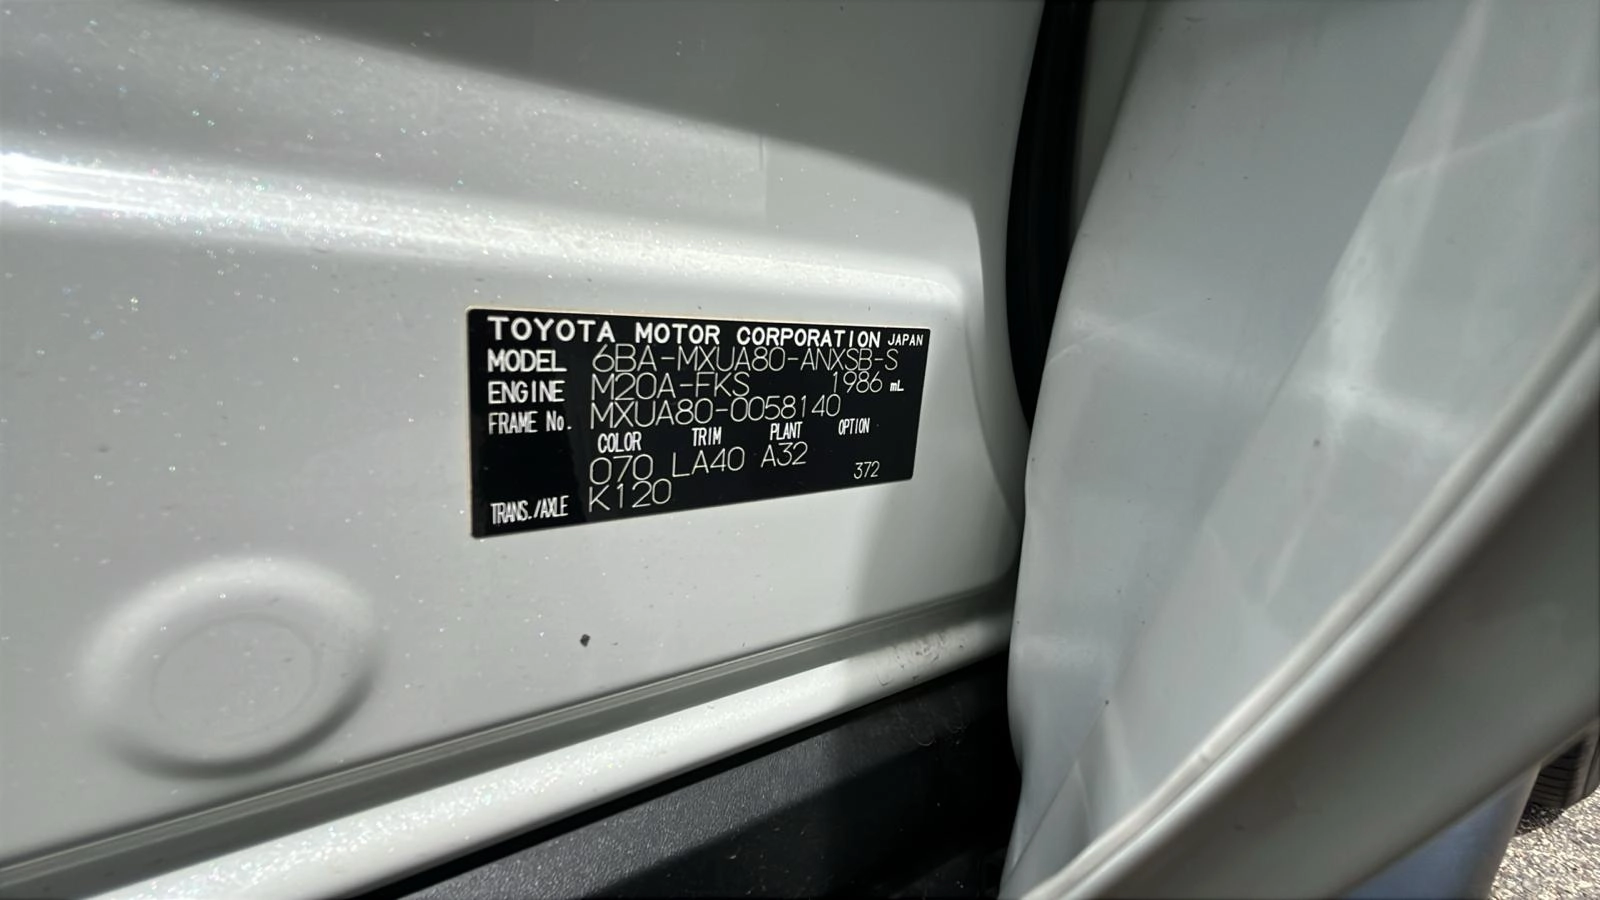 TOYOTA MOTOR CORPORATION JAPAN
MODEL 6BA-MXUA80-ANXSB-S
ENGINE M20A-FKS 1986 mL
FRAME No. MXUA80-0058140
COLOR TRIM PLANT OPTION
070 LA40 A32 372
TRANS./AXLE K120